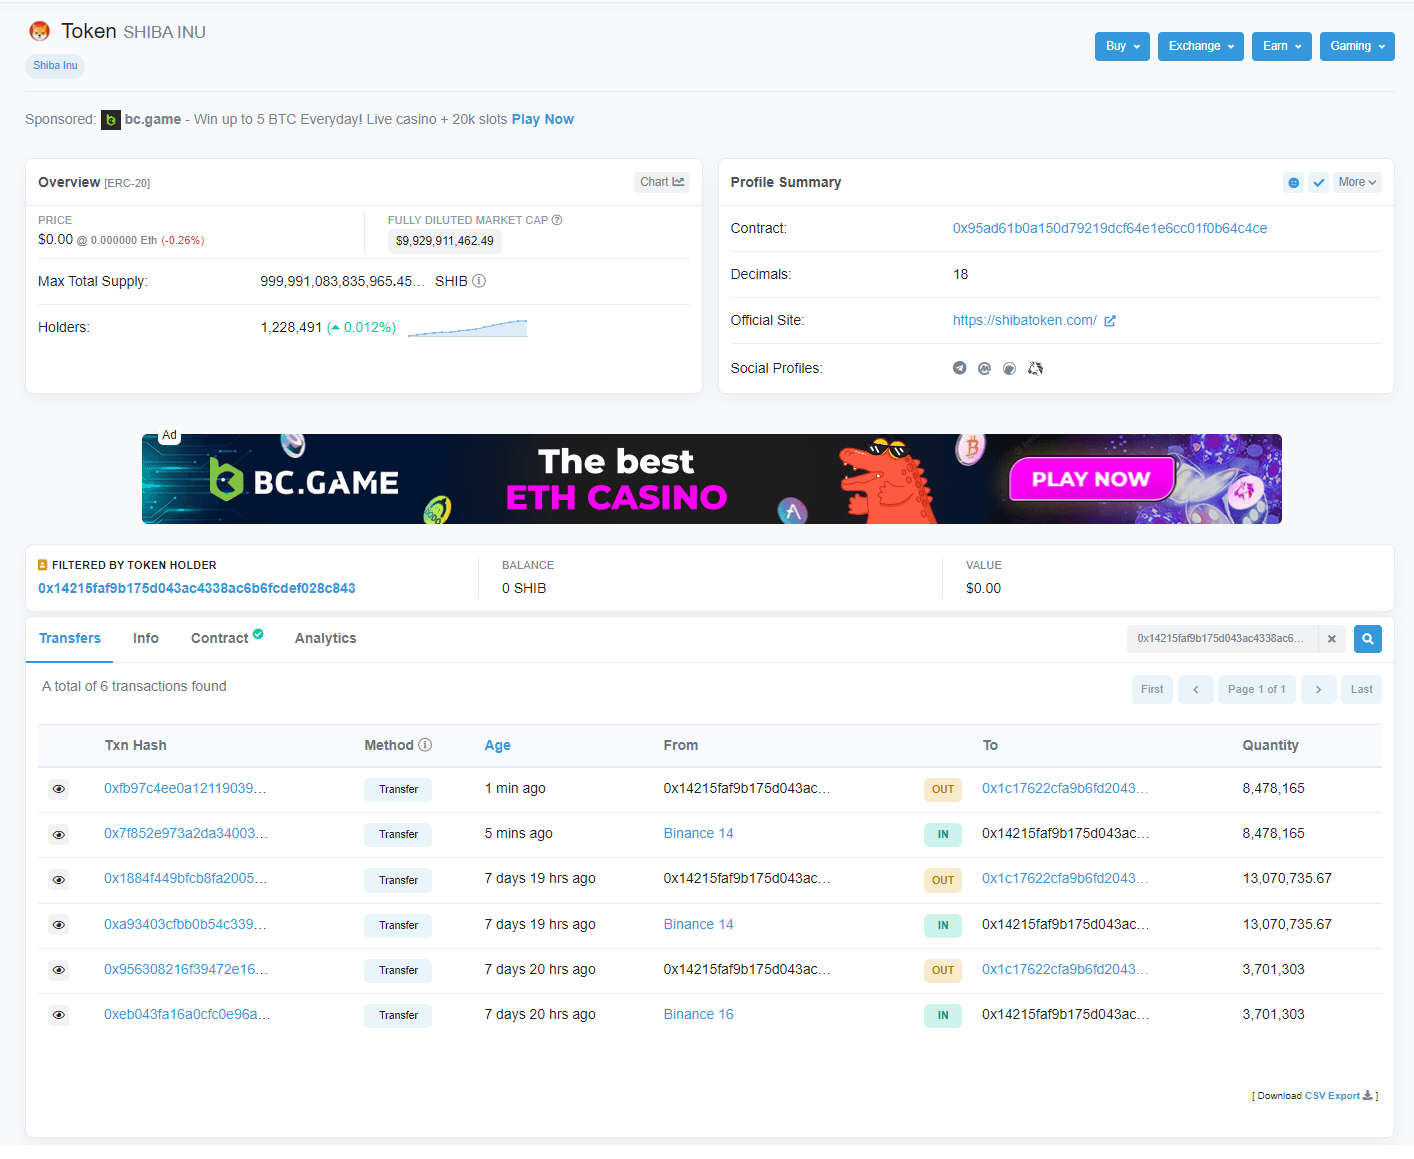 Token SHIBA INU
Buy Exchange Earn Gaming
Shiba Inu
Sponsored: bc.game - Win up to 5 BTC Everyday! Live casino + 20k slots Play Now
Overview [ERC-20] Chart
PRICE
$0.00 @ 0.000000 Eth (-0.26%)
FULLY DILUTED MARKET CAP
$9,929,911,462.49
Max Total Supply: 999,991,083,835,965.45... SHIB
Holders: 1,228,491 (0.012%)
Profile Summary More
Contract: 0x95ad61b0a150d79219dcf64e1e6cc01f0b64c4ce
Decimals: 18
Official Site: https://shibatoken.com/
Social Profiles:
Ad
BC.GAME
The best
ETH CASINO
PLAY NOW
FILTERED BY TOKEN HOLDER
0x14215faf9b175d043ac4338ac6b6fcdef028c843
BALANCE
0 SHIB
VALUE
$0.00
Transfers Info Contract Analytics
0x14215faf9b175d043ac4338ac6...
A total of 6 transactions found
First Page 1 of 1 Last
Txn Hash Method Age From To Quantity
0xfb97c4ee0a12119039... Transfer 1 min ago 0x14215faf9b175d043ac... OUT 0x1c17622cfa9b6fd2043... 8,478,165
0x7f852e973a2da34003... Transfer 5 mins ago Binance 14 IN 0x14215faf9b175d043ac... 8,478,165
0x1884f449bfcb8fa2005... Transfer 7 days 19 hrs ago 0x14215faf9b175d043ac... OUT 0x1c17622cfa9b6fd2043... 13,070,735.67
0xa93403cfbb0b54c339... Transfer 7 days 19 hrs ago Binance 14 IN 0x14215faf9b175d043ac... 13,070,735.67
0x956308216f39472e16... Transfer 7 days 20 hrs ago 0x14215faf9b175d043ac... OUT 0x1c17622cfa9b6fd2043... 3,701,303
0xeb043fa16a0cfc0e96a... Transfer 7 days 20 hrs ago Binance 16 IN 0x14215faf9b175d043ac... 3,701,303
[ Download CSV Export ]